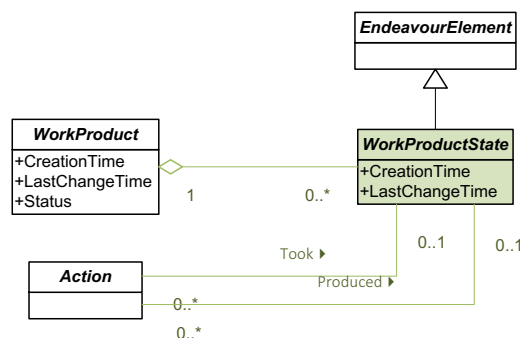 EndeavourElement
WorkProduct
+CreationTime
+LastChangeTime
+Status
WorkProductState
+CreationTime
+LastChangeTime
1
0..*
0..1
0..1
Took
Produced
Action
0..*
0..*